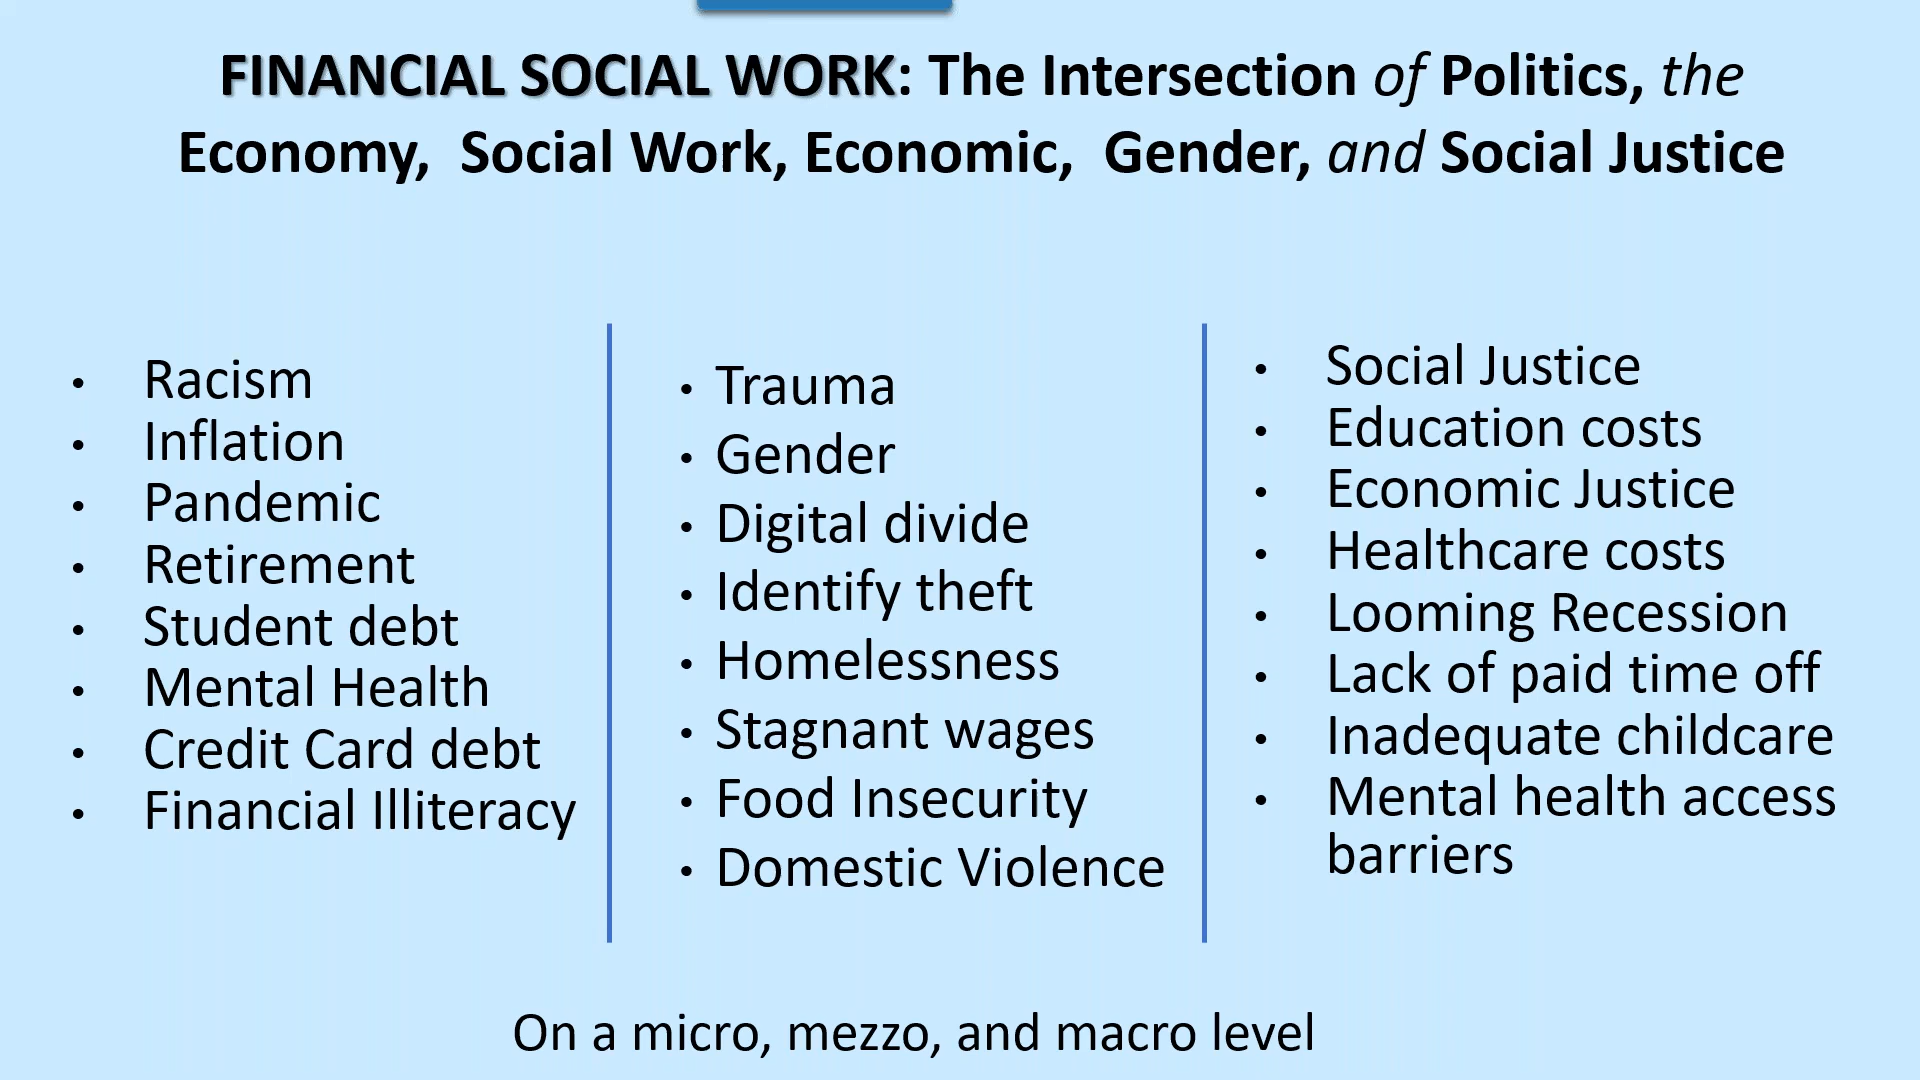 FINANCIAL SOCIAL WORK: The Intersection of Politics, the
Economy, Social Work, Economic, Gender, and Social Justice
• Racism
• Inflation
• Pandemic
• Retirement
• Student debt
• Mental Health
• Credit Card debt
• Financial Illiteracy
• Trauma
• Gender
• Digital divide
• Identify theft
• Homelessness
• Stagnant wages
• Food Insecurity
• Domestic Violence
• Social Justice
• Education costs
• Economic Justice
• Healthcare costs
• Looming Recession
• Lack of paid time off
• Inadequate childcare
• Mental health access
barriers
On a micro, mezzo, and macro level